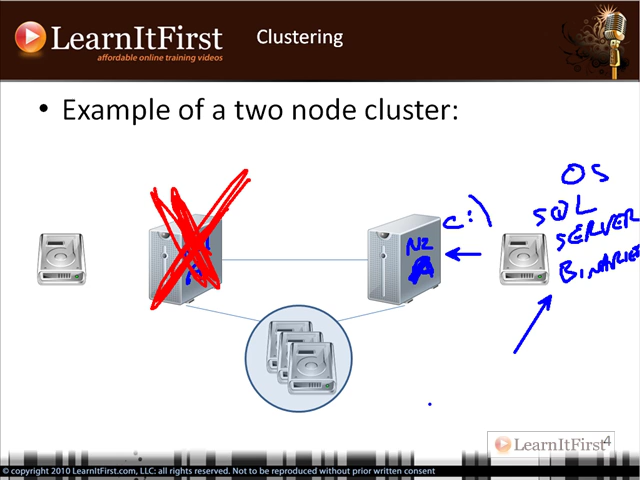 LearnItFirst
affordable online training videos
Clustering
• Example of a two node cluster:
OS
SQL
SERVER
BINARIES
C:\
N2
4
LearnItFirst
© copyright 2010 LearnItFirst.com, LLC: all rights reserved. Not to be reproduced without prior written consent